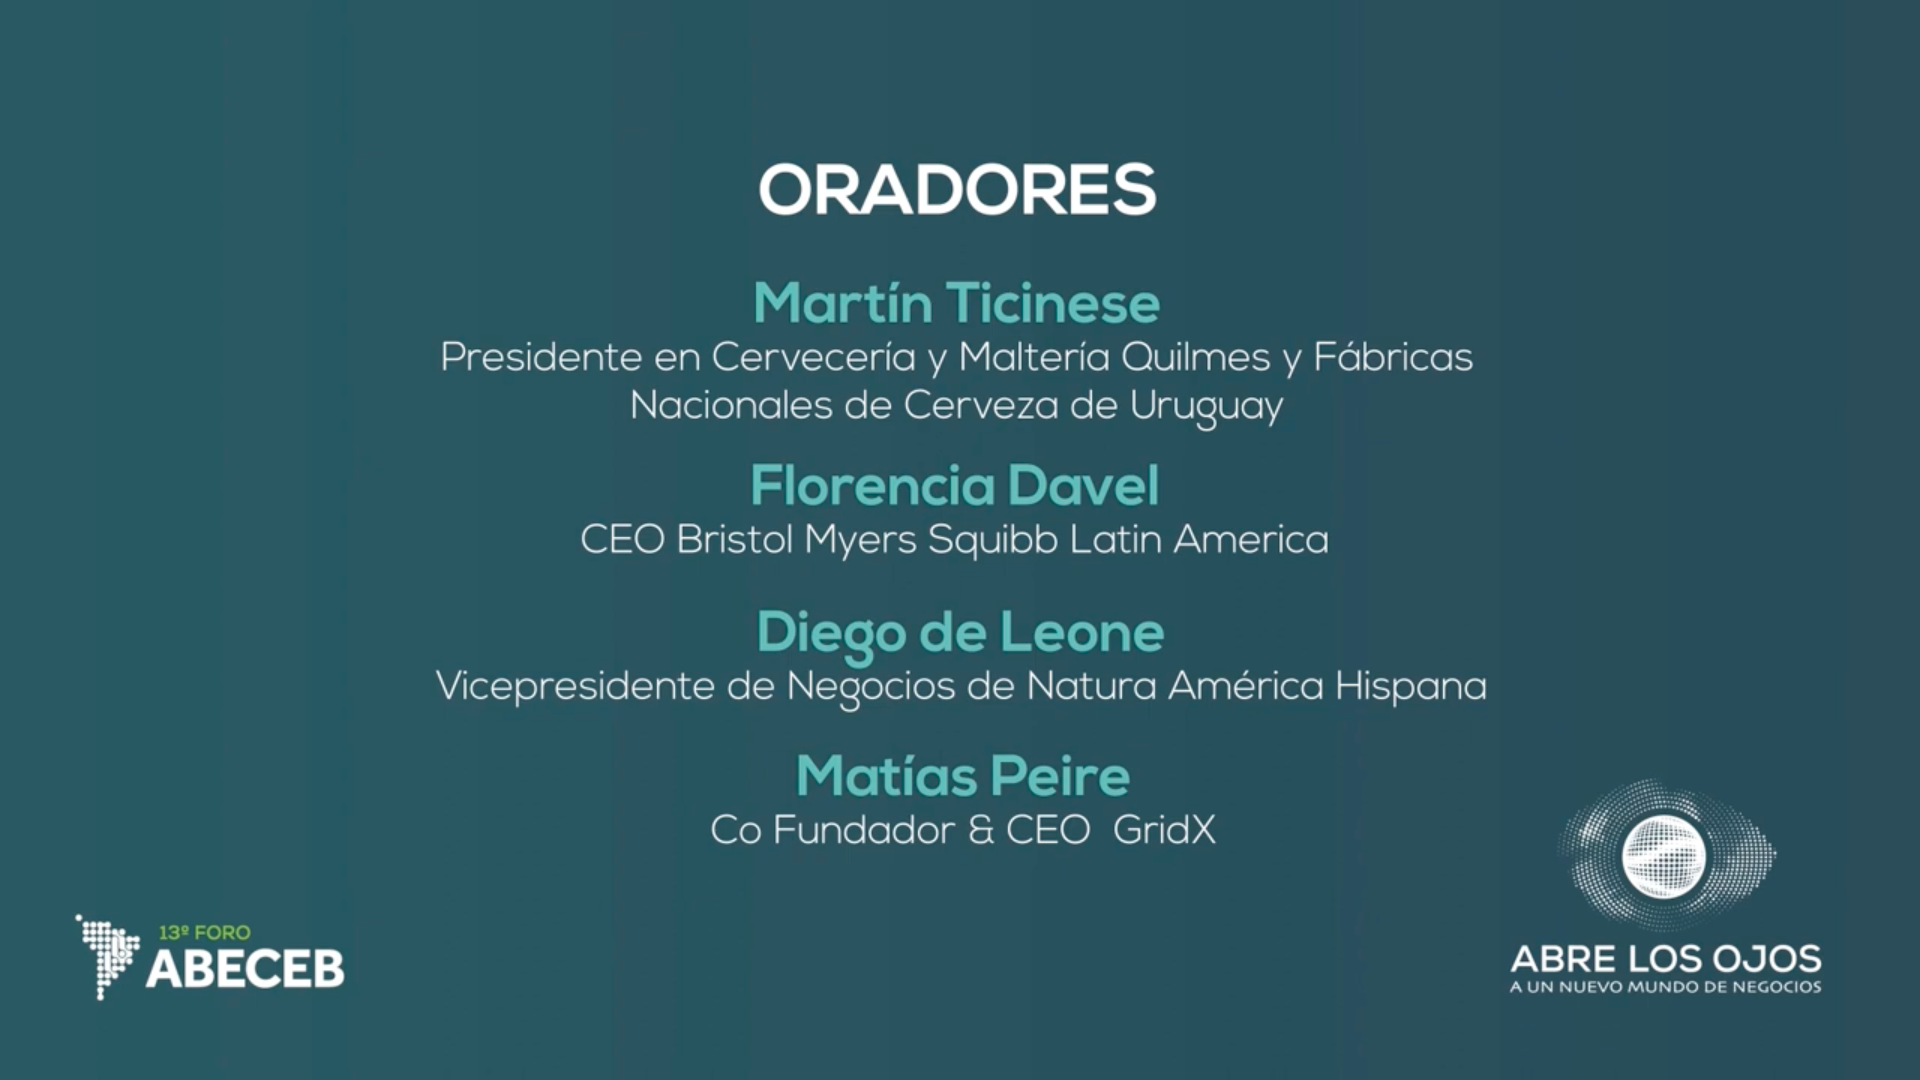 ORADORES
Martín Ticinese
Presidente en Cervecería y Maltería Quilmes y Fábricas
Nacionales de Cerveza de Uruguay
Florencia Davel
CEO Bristol Myers Squibb Latin America
Diego de Leone
Vicepresidente de Negocios de Natura América Hispana
Matías Peire
Co Fundador & CEO GridX
13º FORO
ABECEB
ABRE LOS OJOS
A UN NUEVO MUNDO DE NEGOCIOS